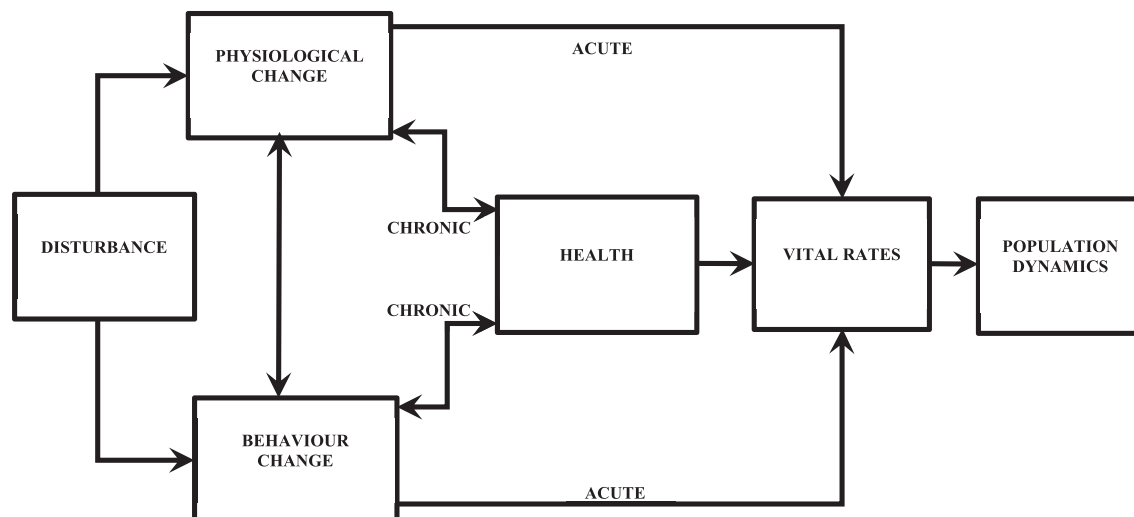 PHYSIOLOGICAL
CHANGE
ACUTE
DISTURBANCE
CHRONIC
HEALTH
VITAL RATES
POPULATION
DYNAMICS
CHRONIC
BEHAVIOUR
CHANGE
ACUTE